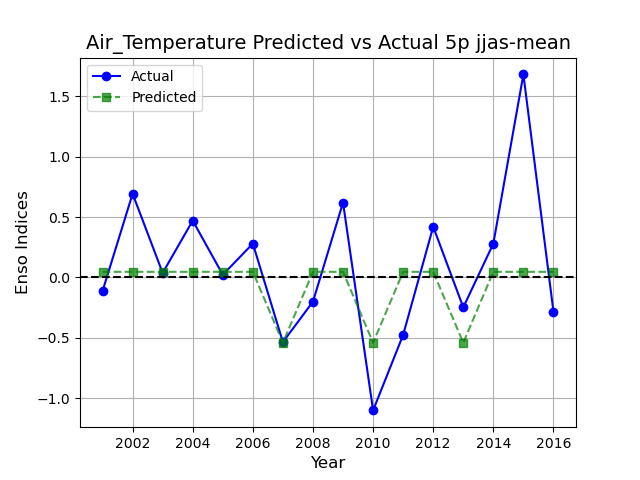 Air_Temperature Predicted vs Actual 5p jjas-mean
Actual
Predicted
Enso Indices
1.5
1.0
0.5
0.0
−0.5
−1.0
2002 2004 2006 2008 2010 2012 2014 2016
Year